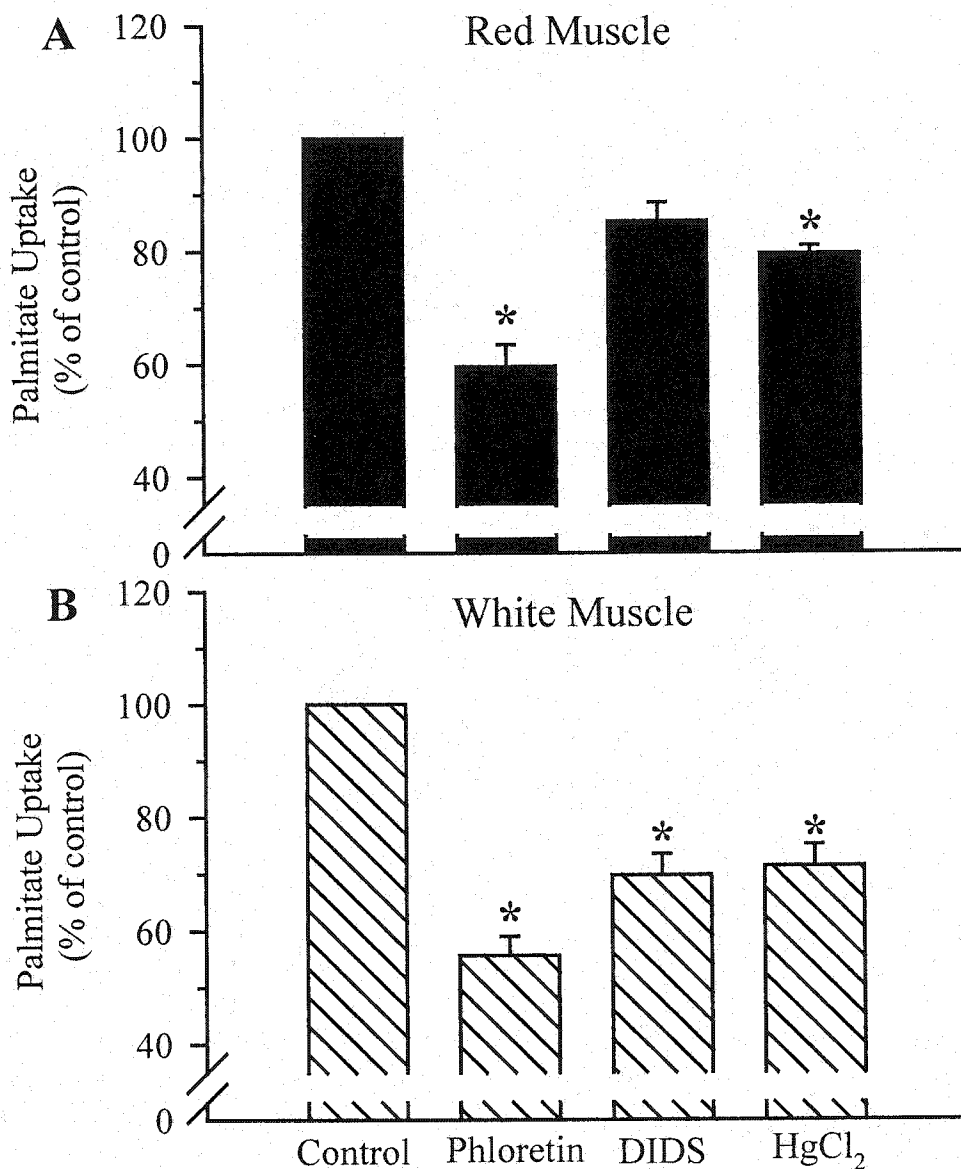 A
Red Muscle
120
100
80
60
40
0
Palmitate Uptake
(% of control)
*
*
B
White Muscle
120
100
80
60
40
0
Palmitate Uptake
(% of control)
*
*
*
Control Phloretin DIDS HgCl₂